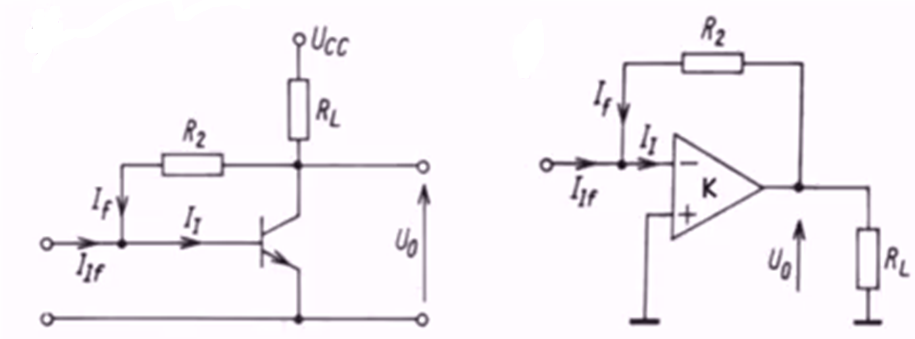 U_CC
R_L
R_2
I_f
I_I
I_If
U_0
R_2
I_f
I_I
I_If
−
K
+
U_0
R_L